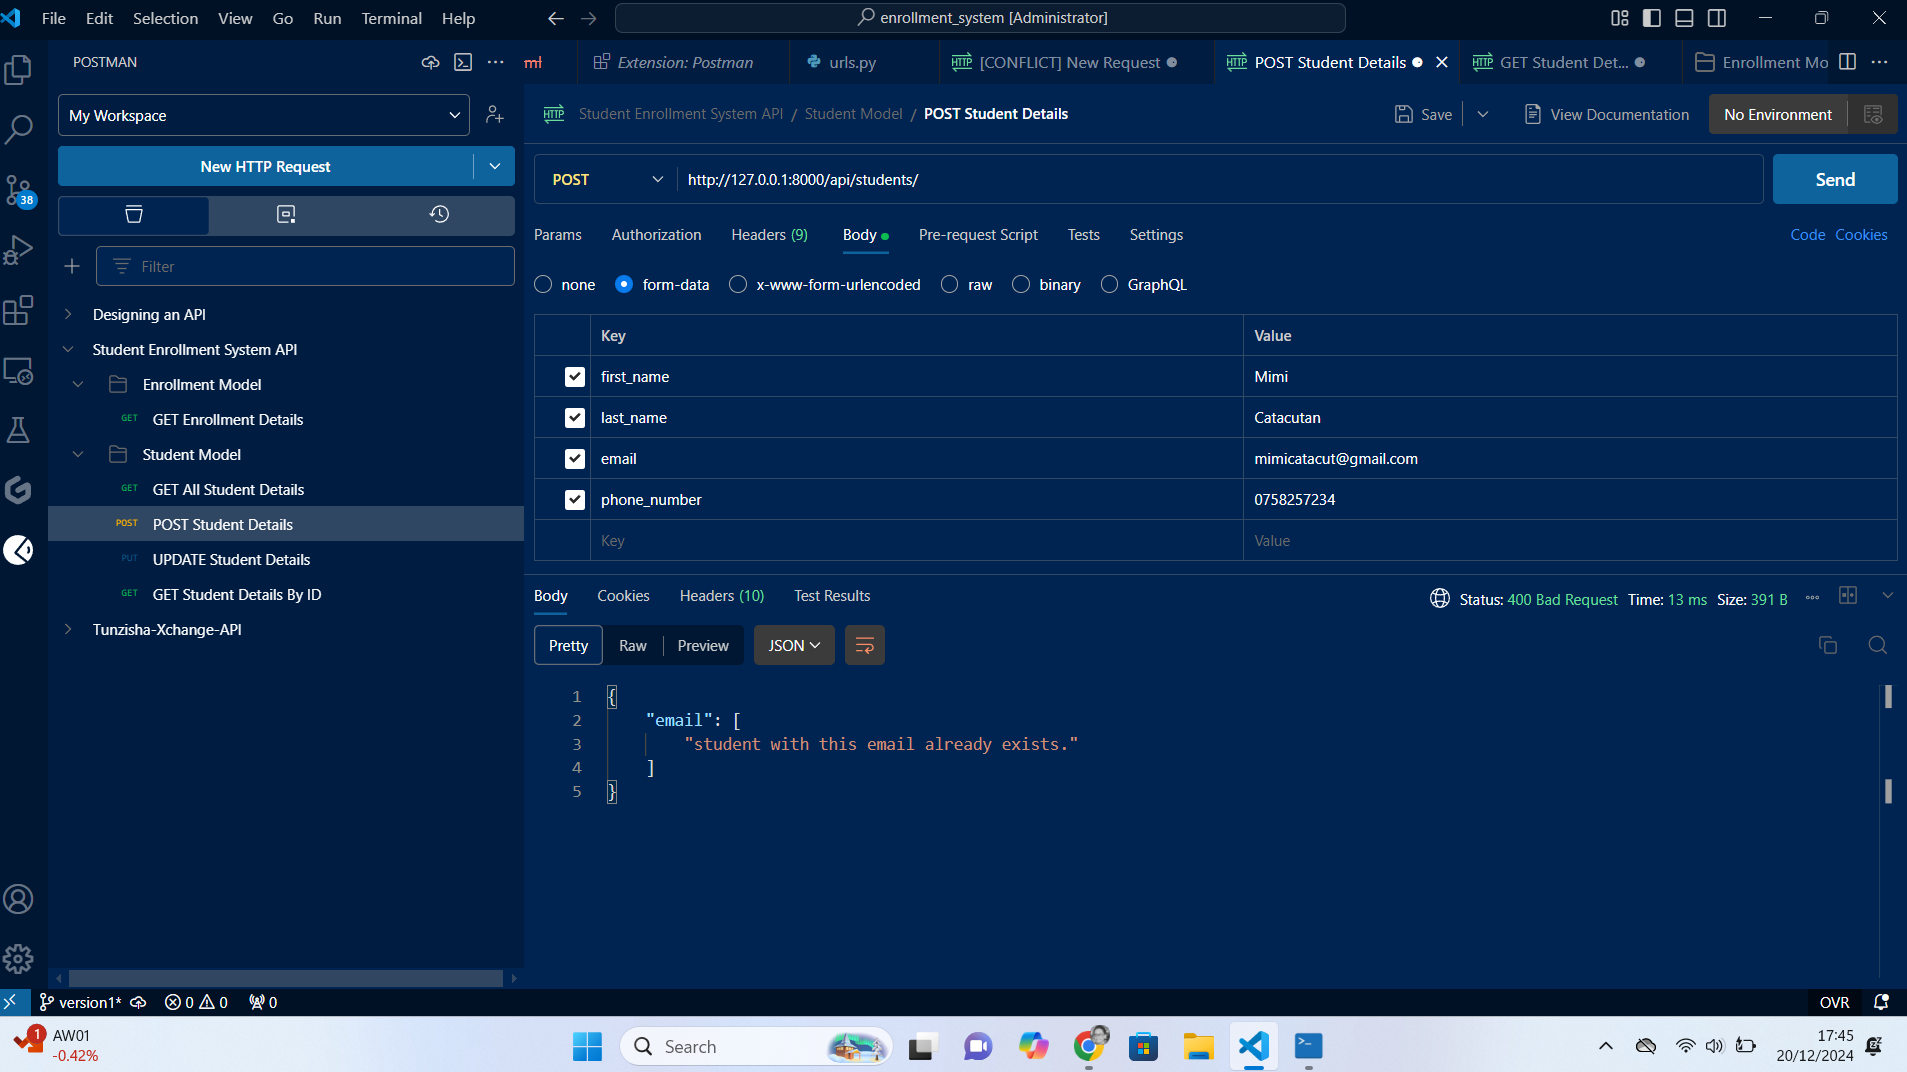 File Edit Selection View Go Run Terminal Help
enrollment_system [Administrator]
POSTMAN
ml
Extension: Postman
urls.py
HTTP [CONFLICT] New Request
HTTP POST Student Details
HTTP GET Student Det...
Enrollment Mo
My Workspace
HTTP Student Enrollment System API / Student Model / POST Student Details
Save
View Documentation
No Environment
New HTTP Request
POST
http://127.0.0.1:8000/api/students/
Send
38
Params Authorization Headers (9) Body Pre-request Script Tests Settings
Code Cookies
Filter
none form-data x-www-form-urlencoded raw binary GraphQL
Designing an API
Student Enrollment System API
Enrollment Model
GET GET Enrollment Details
Student Model
GET GET All Student Details
POST POST Student Details
PUT UPDATE Student Details
GET GET Student Details By ID
Tunzisha-Xchange-API
Key Value
first_name Mimi
last_name Catacutan
email mimicatacut@gmail.com
phone_number 0758257234
Key Value
Body Cookies Headers (10) Test Results
Status: 400 Bad Request Time: 13 ms Size: 391 B
Pretty Raw Preview JSON
1 {
2 "email": [
3 "student with this email already exists."
4 ]
5 }
version1* 0 0 0
OVR
1
AW01
-0.42%
Search
17:45
20/12/2024